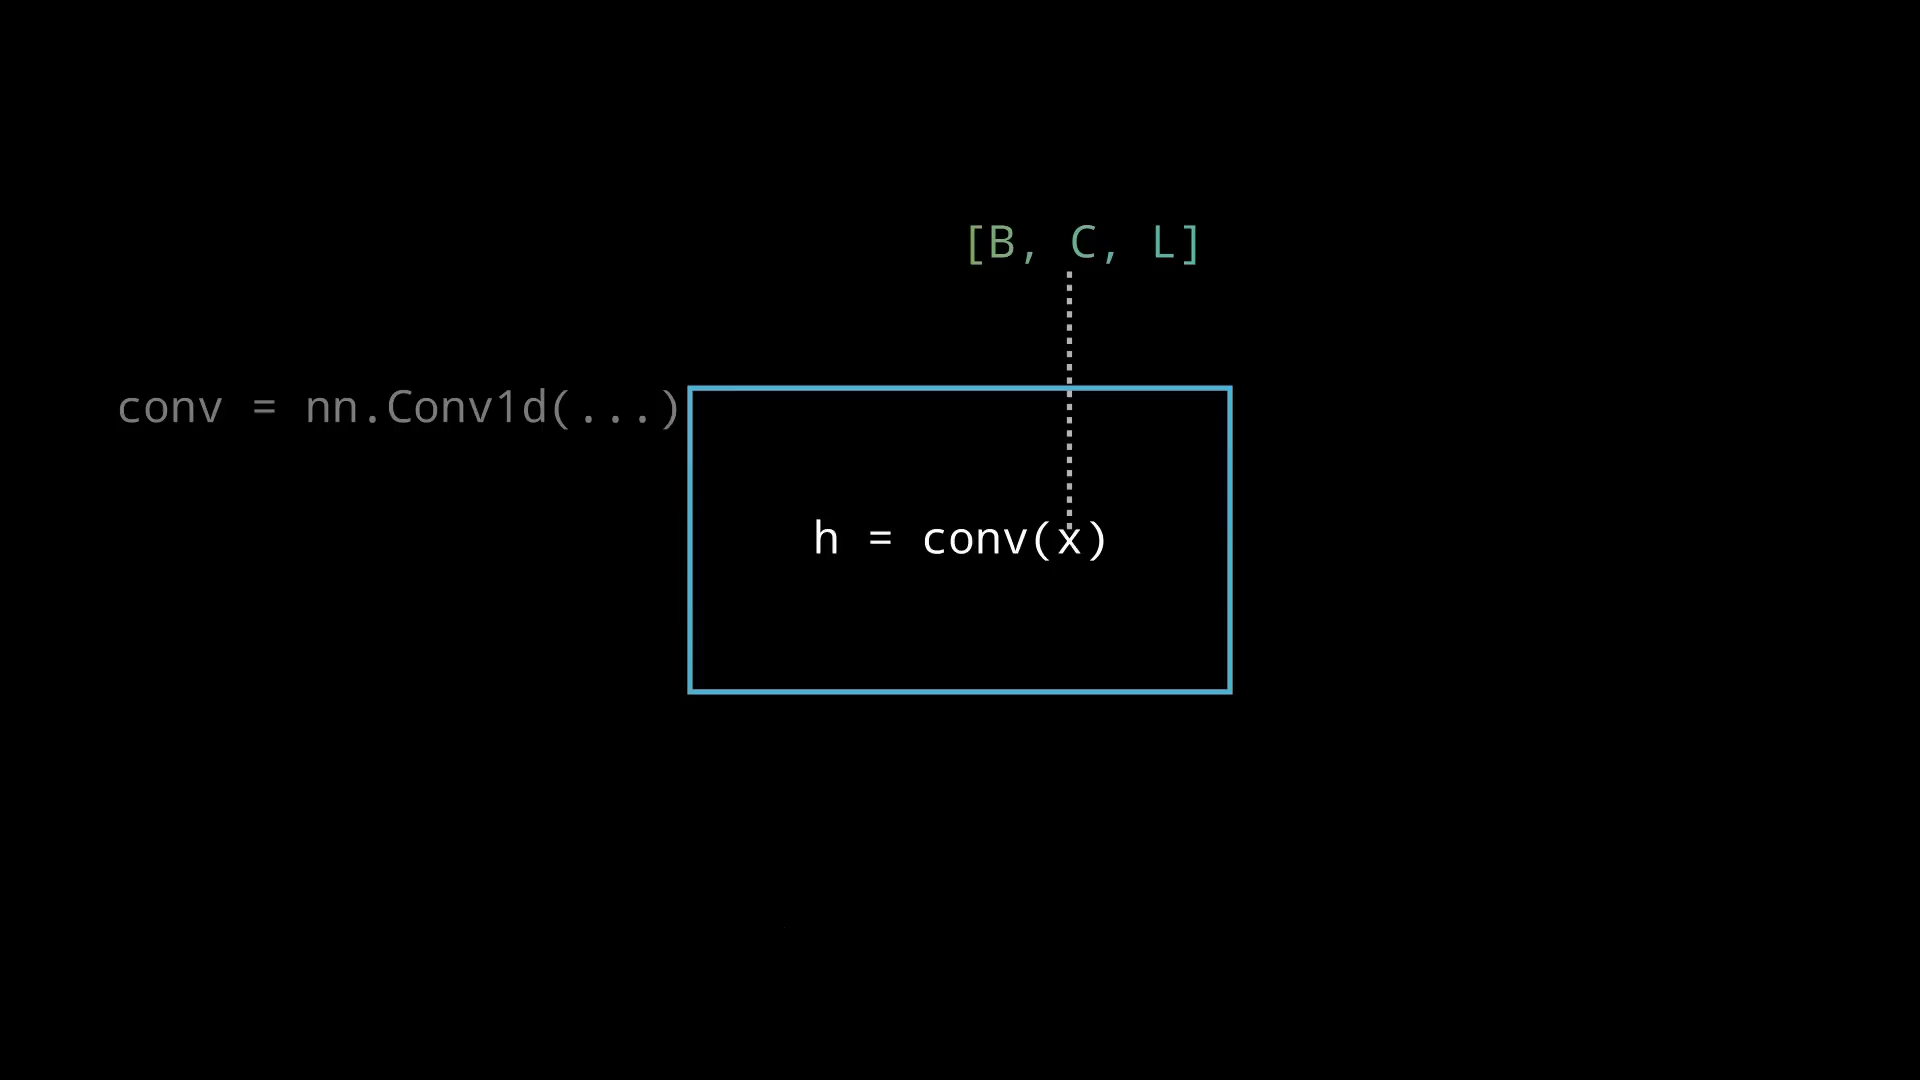 [B, C, L]
conv = nn.Conv1d(...)
h = conv(x)